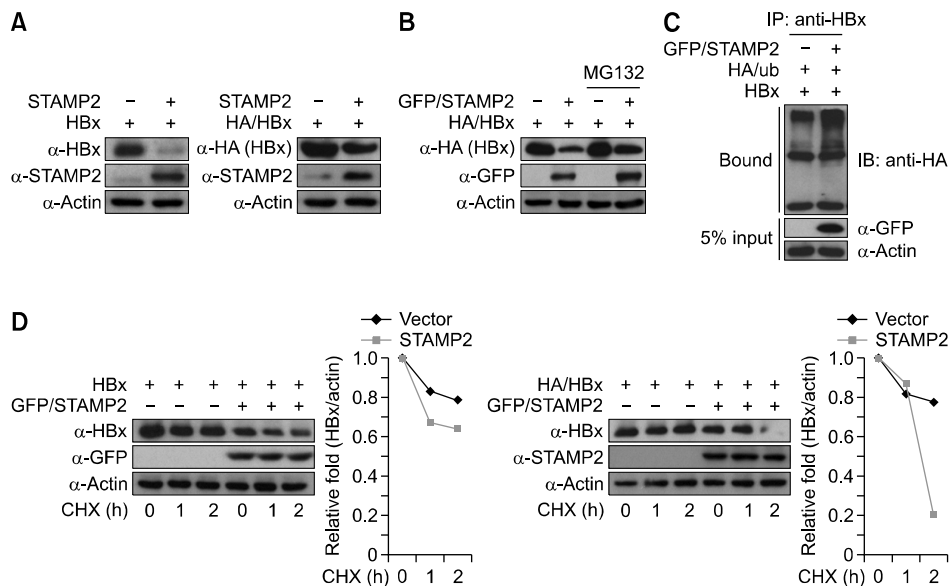 A
STAMP2 – +
HBx + +
α-HBx
α-STAMP2
α-Actin
STAMP2 – +
HA/HBx + +
α-HA (HBx)
α-STAMP2
α-Actin
B
MG132
GFP/STAMP2 – + – +
HA/HBx + + + +
α-HA (HBx)
α-GFP
α-Actin
C
IP: anti-HBx
GFP/STAMP2 – +
HA/ub + +
HBx + +
Bound
IB: anti-HA
5% input
α-GFP
α-Actin
D
HBx + + + + + +
GFP/STAMP2 – – – + + +
α-HBx
α-GFP
α-Actin
CHX (h) 0 1 2 0 1 2
Vector
STAMP2
Relative fold (HBx/actin)
1.0
0.8
0.6
0.4
0.2
0
CHX (h) 0 1 2
HA/HBx + + + + + +
GFP/STAMP2 – – – + + +
α-HBx
α-STAMP2
α-Actin
CHX (h) 0 1 2 0 1 2
Vector
STAMP2
Relative fold (HBx/actin)
1.0
0.8
0.6
0.4
0.2
0
CHX (h) 0 1 2